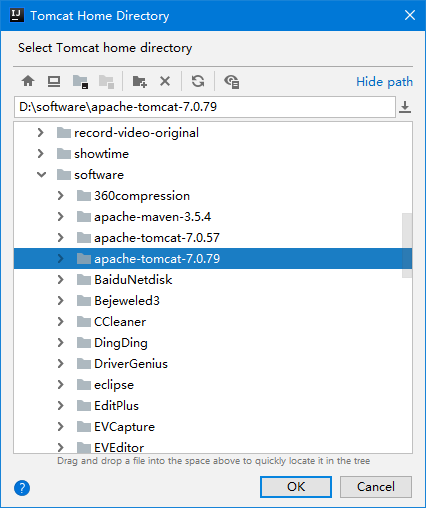 Tomcat Home Directory
Select Tomcat home directory
Hide path
D:\software\apache-tomcat-7.0.79
record-video-original
showtime
software
360compression
apache-maven-3.5.4
apache-tomcat-7.0.57
apache-tomcat-7.0.79
BaiduNetdisk
Bejeweled3
CCleaner
DingDing
DriverGenius
eclipse
EditPlus
EVCapture
EVEditor
Drag and drop a file into the space above to quickly locate it in the tree
? OK Cancel